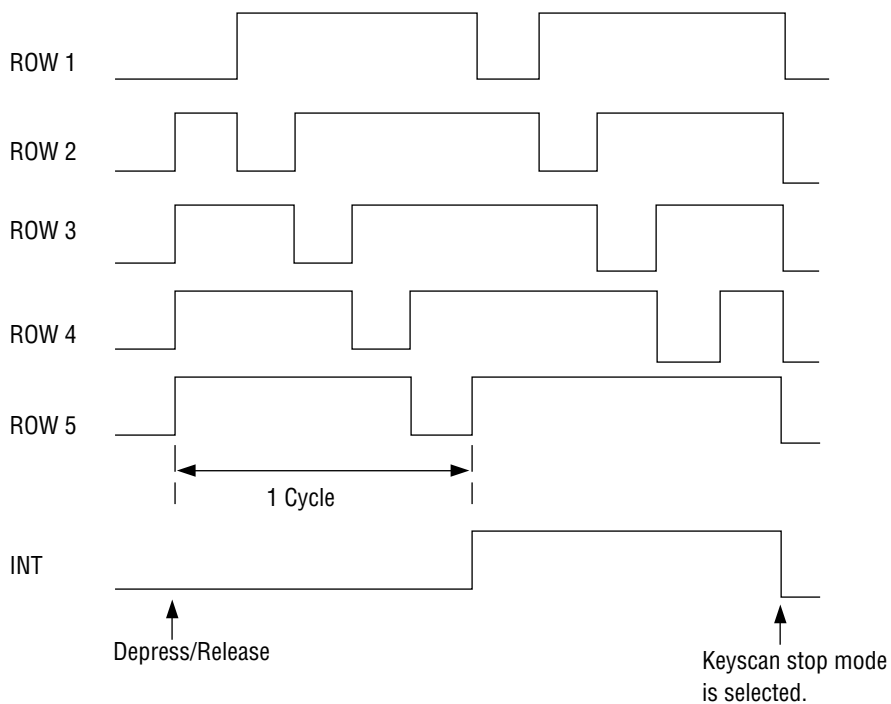 ROW 1
ROW 2
ROW 3
ROW 4
ROW 5
1 Cycle
INT
Depress/Release
Keyscan stop mode
is selected.